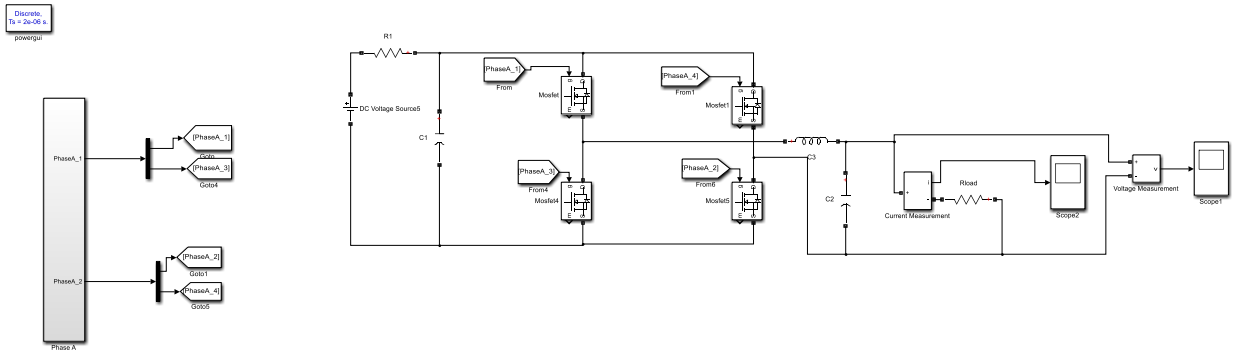 Discrete,
Ts = 2e-06 s.
powergui
R1
DC Voltage Source5
C1
[PhaseA_1]
From
Mosfet
[PhaseA_4]
From1
Mosfet1
[PhaseA_3]
From4
Mosfet4
[PhaseA_2]
From6
Mosfet5
C3
C2
i
+
-
Current Measurement
Rload
Scope2
+
-
v
Voltage Measurement
Scope1
PhaseA_1
[PhaseA_1]
Goto
[PhaseA_3]
Goto4
PhaseA_2
[PhaseA_2]
Goto1
[PhaseA_4]
Goto5
Phase A